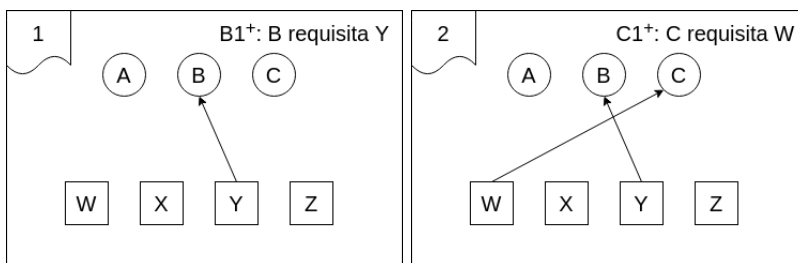 1
B1⁺: B requisita Y
A B C
W X Y Z
2
C1⁺: C requisita W
A B C
W X Y Z